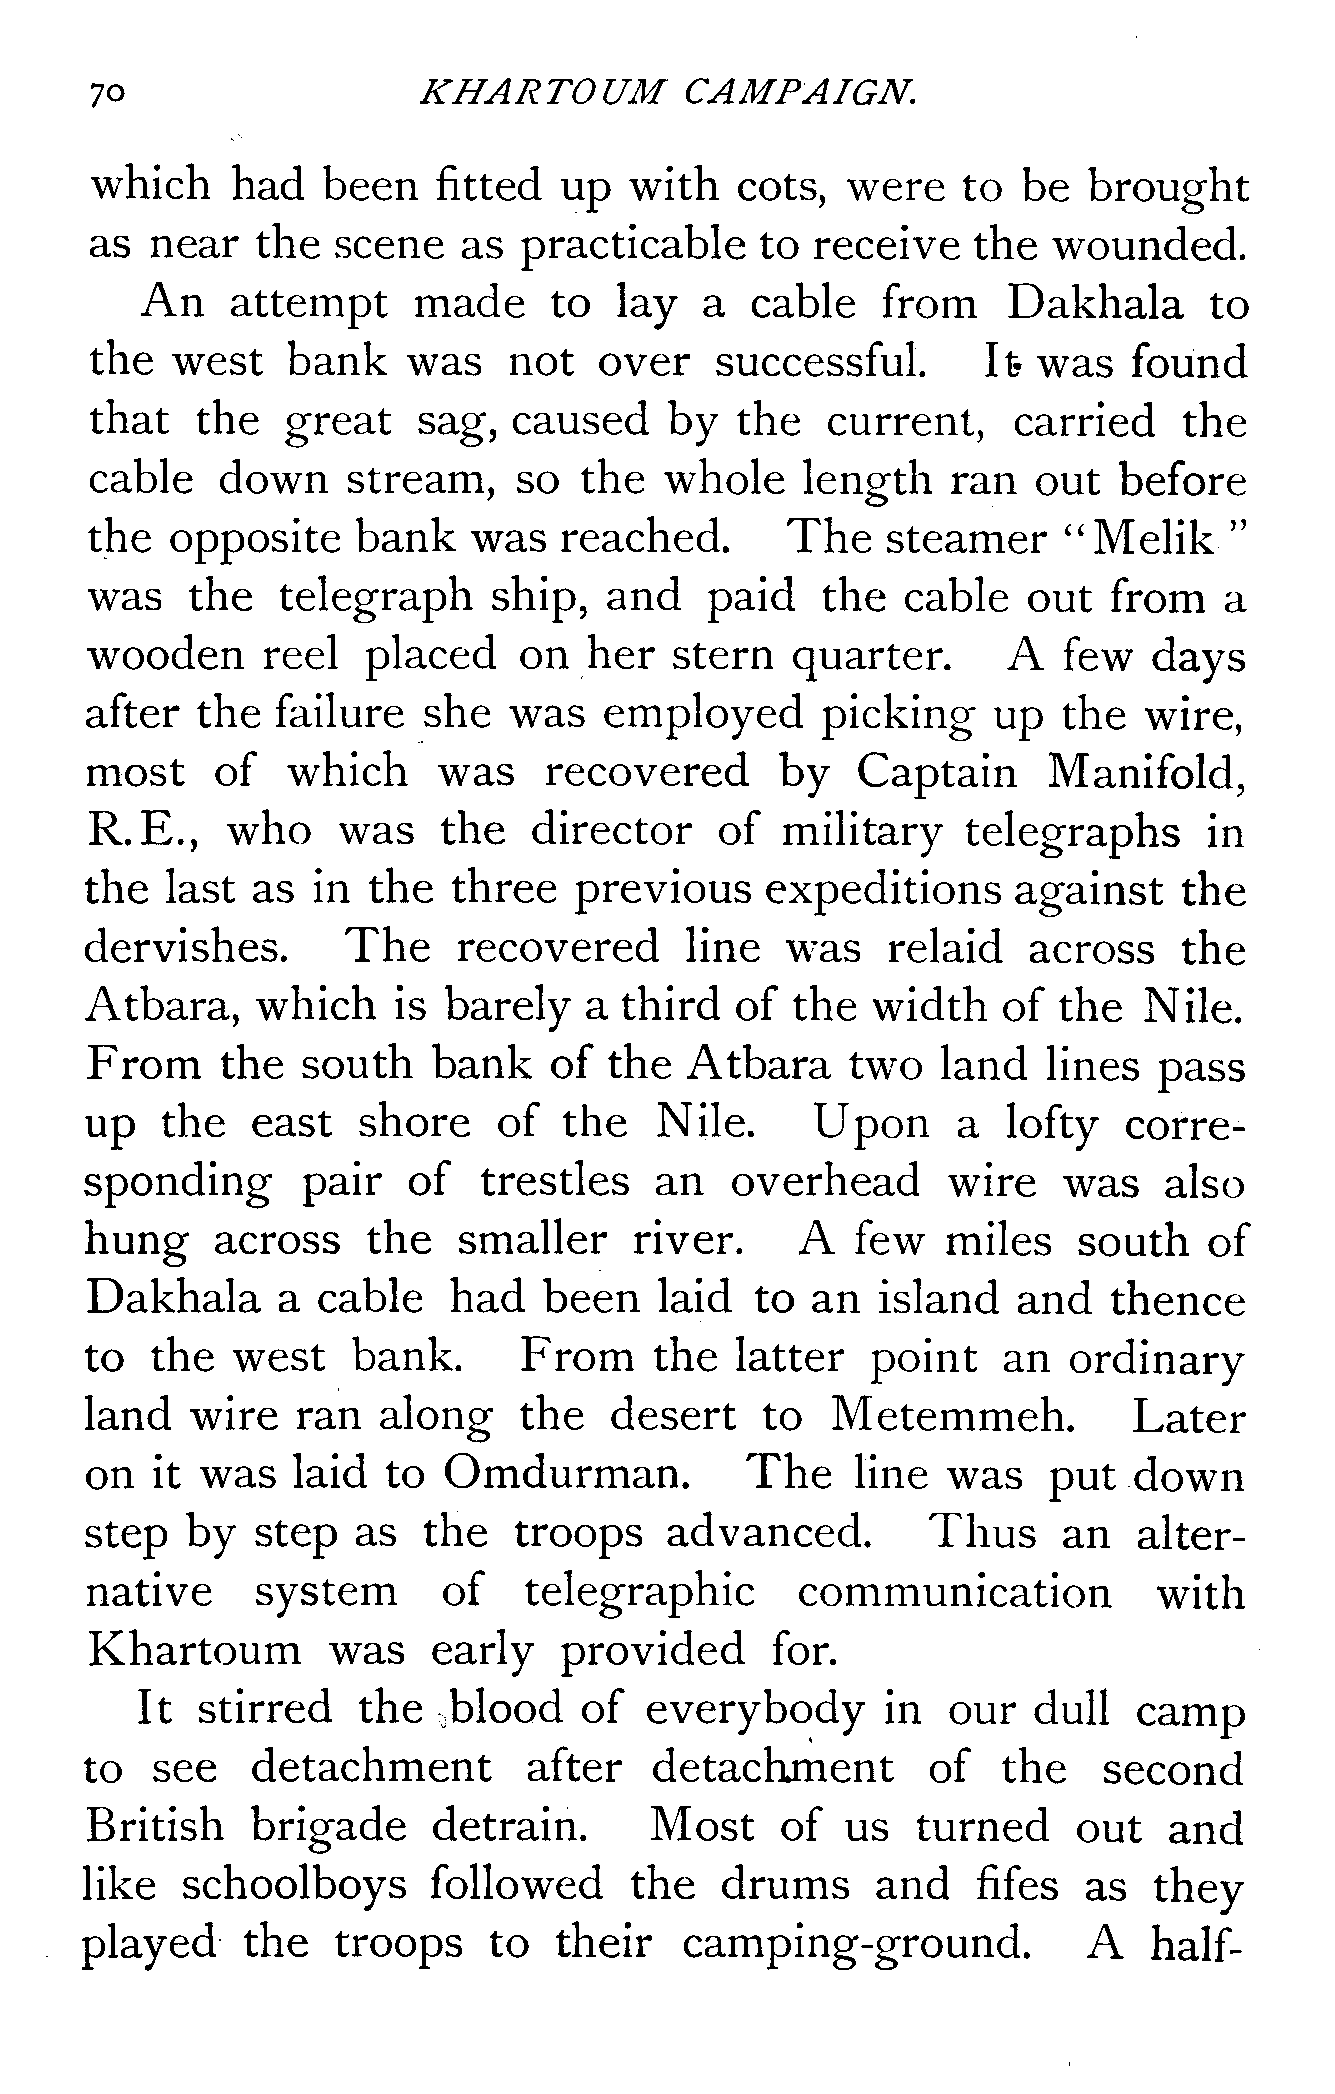 70 KHARTOUM CAMPAIGN.
which had been fitted up with cots, were to be brought
as near the scene as practicable to receive the wounded.
An attempt made to lay a cable from Dakhala to
the west bank was not over successful. It was found
that the great sag, caused by the current, carried the
cable down stream, so the whole length ran out before
the opposite bank was reached. The steamer “Melik”
was the telegraph ship, and paid the cable out from a
wooden reel placed on her stern quarter. A few days
after the failure she was employed picking up the wire,
most of which was recovered by Captain Manifold,
R.E., who was the director of military telegraphs in
the last as in the three previous expeditions against the
dervishes. The recovered line was relaid across the
Atbara, which is barely a third of the width of the Nile.
From the south bank of the Atbara two land lines pass
up the east shore of the Nile. Upon a lofty corre-
sponding pair of trestles an overhead wire was also
hung across the smaller river. A few miles south of
Dakhala a cable had been laid to an island and thence
to the west bank. From the latter point an ordinary
land wire ran along the desert to Metemmeh. Later
on it was laid to Omdurman. The line was put down
step by step as the troops advanced. Thus an alter-
native system of telegraphic communication with
Khartoum was early provided for.
It stirred the blood of everybody in our dull camp
to see detachment after detachment of the second
British brigade detrain. Most of us turned out and
like schoolboys followed the drums and fifes as they
played the troops to their camping-ground. A half-